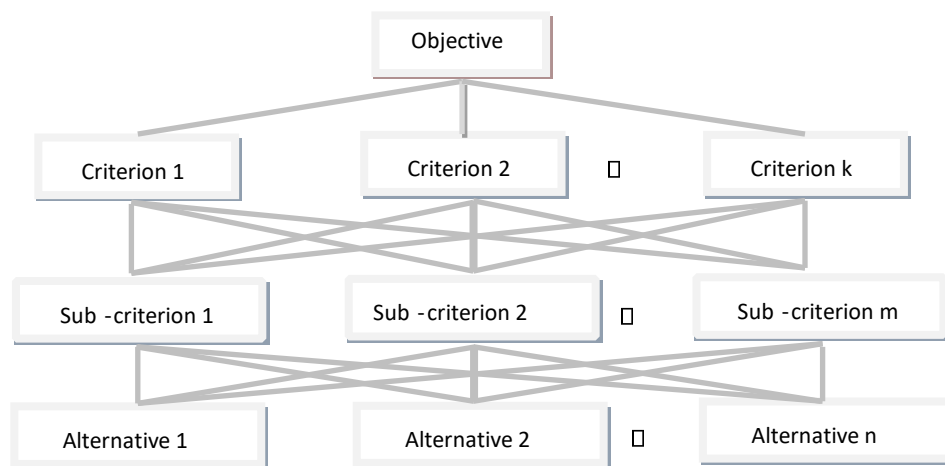 Objective
Criterion 1
Criterion 2
Criterion k
Sub -criterion 1
Sub -criterion 2
Sub -criterion m
Alternative 1
Alternative 2
Alternative n